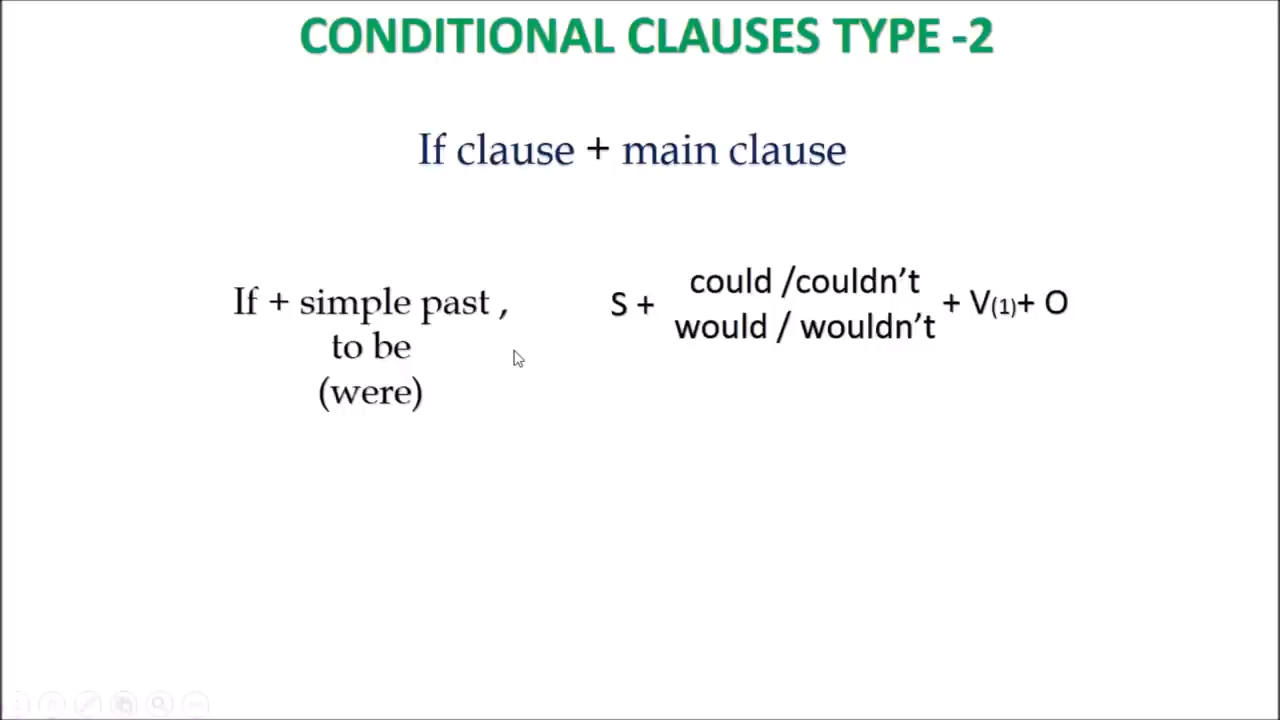 CONDITIONAL CLAUSES TYPE -2
If clause + main clause
If + simple past ,
to be
(were)
S + could /couldn’t
would / wouldn’t + V(1)+ O